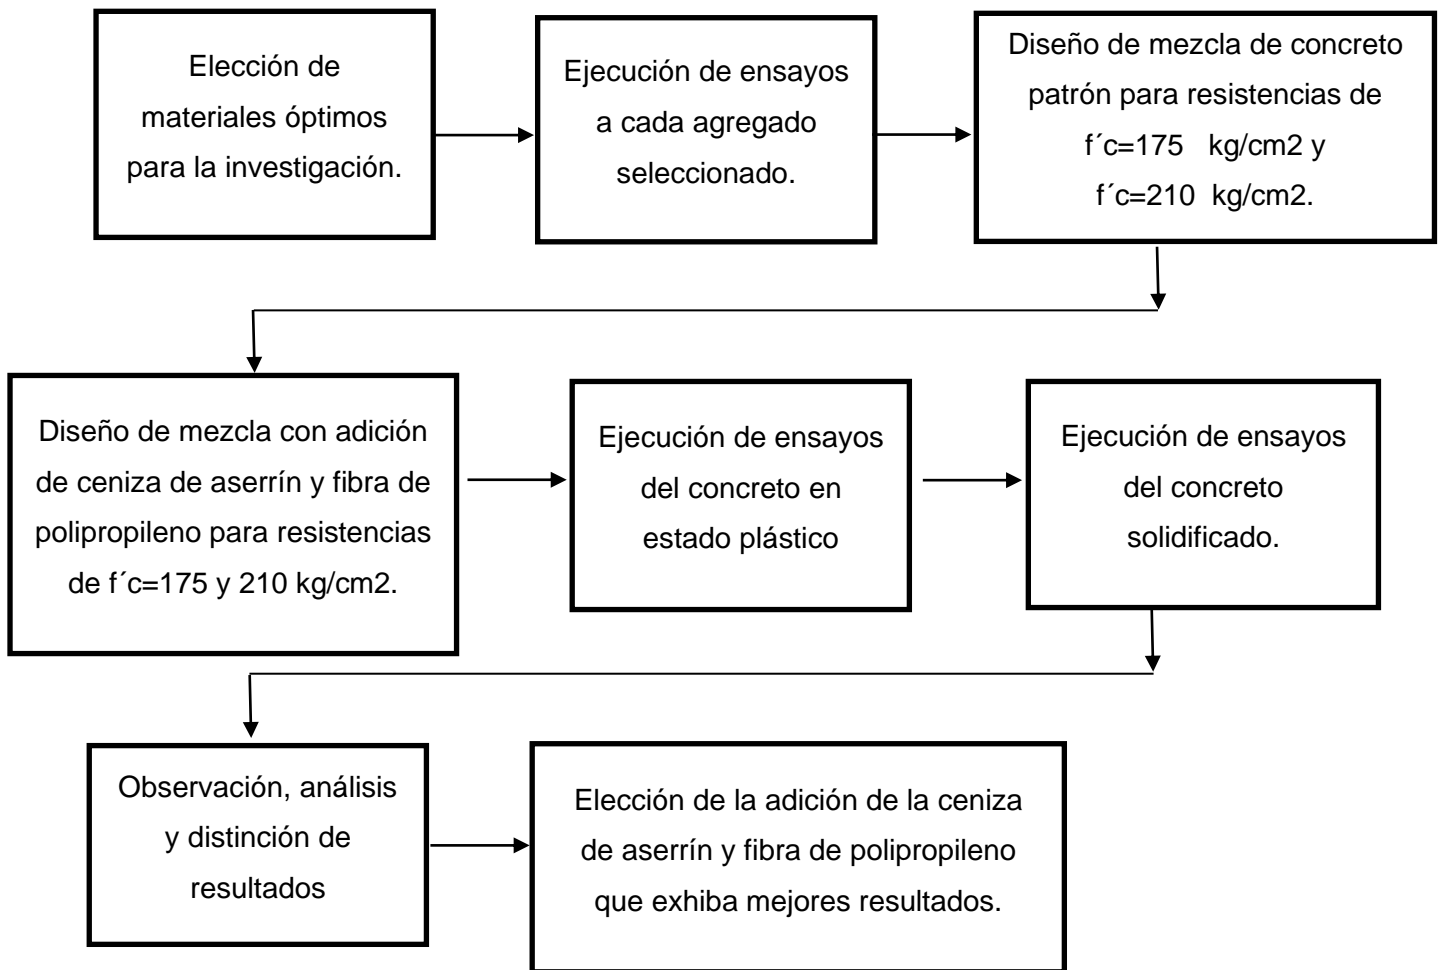 Elección de
materiales óptimos
para la investigación.
Ejecución de ensayos
a cada agregado
seleccionado.
Diseño de mezcla de concreto
patrón para resistencias de
f´c=175   kg/cm2 y
f´c=210  kg/cm2.
Diseño de mezcla con adición
de ceniza de aserrín y fibra de
polipropileno para resistencias
de f´c=175 y 210 kg/cm2.
Ejecución de ensayos
del concreto en
estado plástico
Ejecución de ensayos
del concreto
solidificado.
Observación, análisis
y distinción de
resultados
Elección de la adición de la ceniza
de aserrín y fibra de polipropileno
que exhiba mejores resultados.